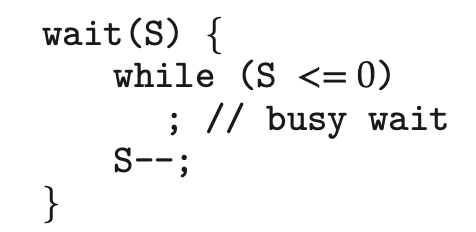 wait(S) {
while (S <= 0)
; // busy wait
S--;
}